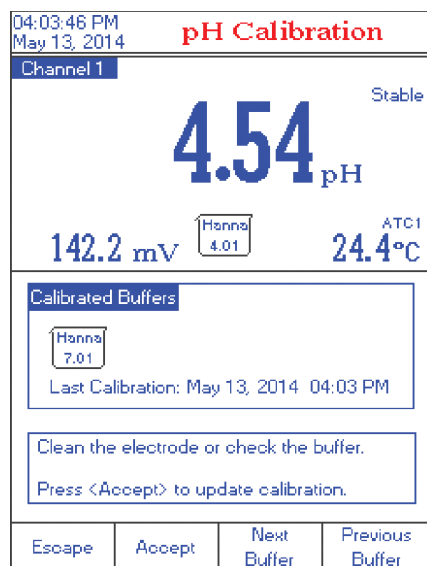 04:03:46 PM
May 13, 2014
pH Calibration
Channel 1
Stable
4.54 pH
142.2 mV
Hanna
4.01
ATC1
24.4°C
Calibrated Buffers
Hanna
7.01
Last Calibration: May 13, 2014 04:03 PM
Clean the electrode or check the buffer.
Press <Accept> to update calibration.
Escape
Accept
Next
Buffer
Previous
Buffer